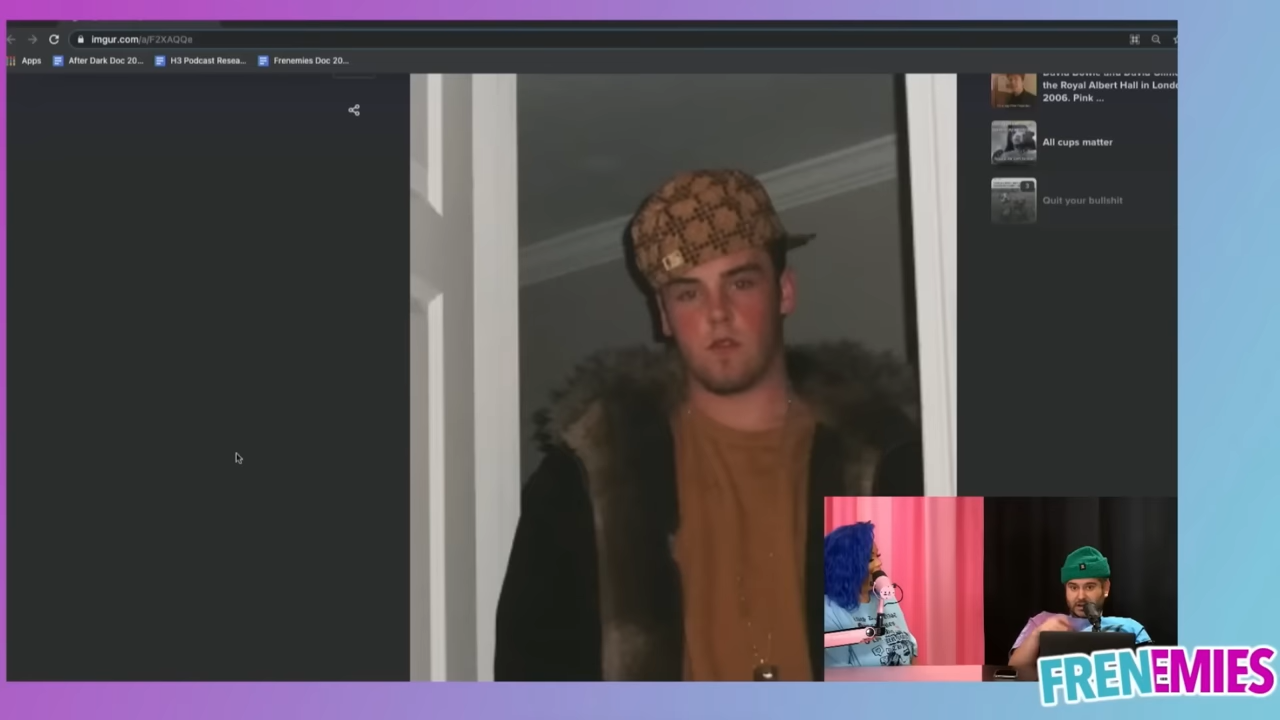 imgur.com/a/F2XAQQe
Apps After Dark Doc 20... H3 Podcast Resea... Frenemies Doc 20...
the Royal Albert Hall in Londo
2006. Pink ...
All cups matter
3
Quit your bullshit
FRENEMIES